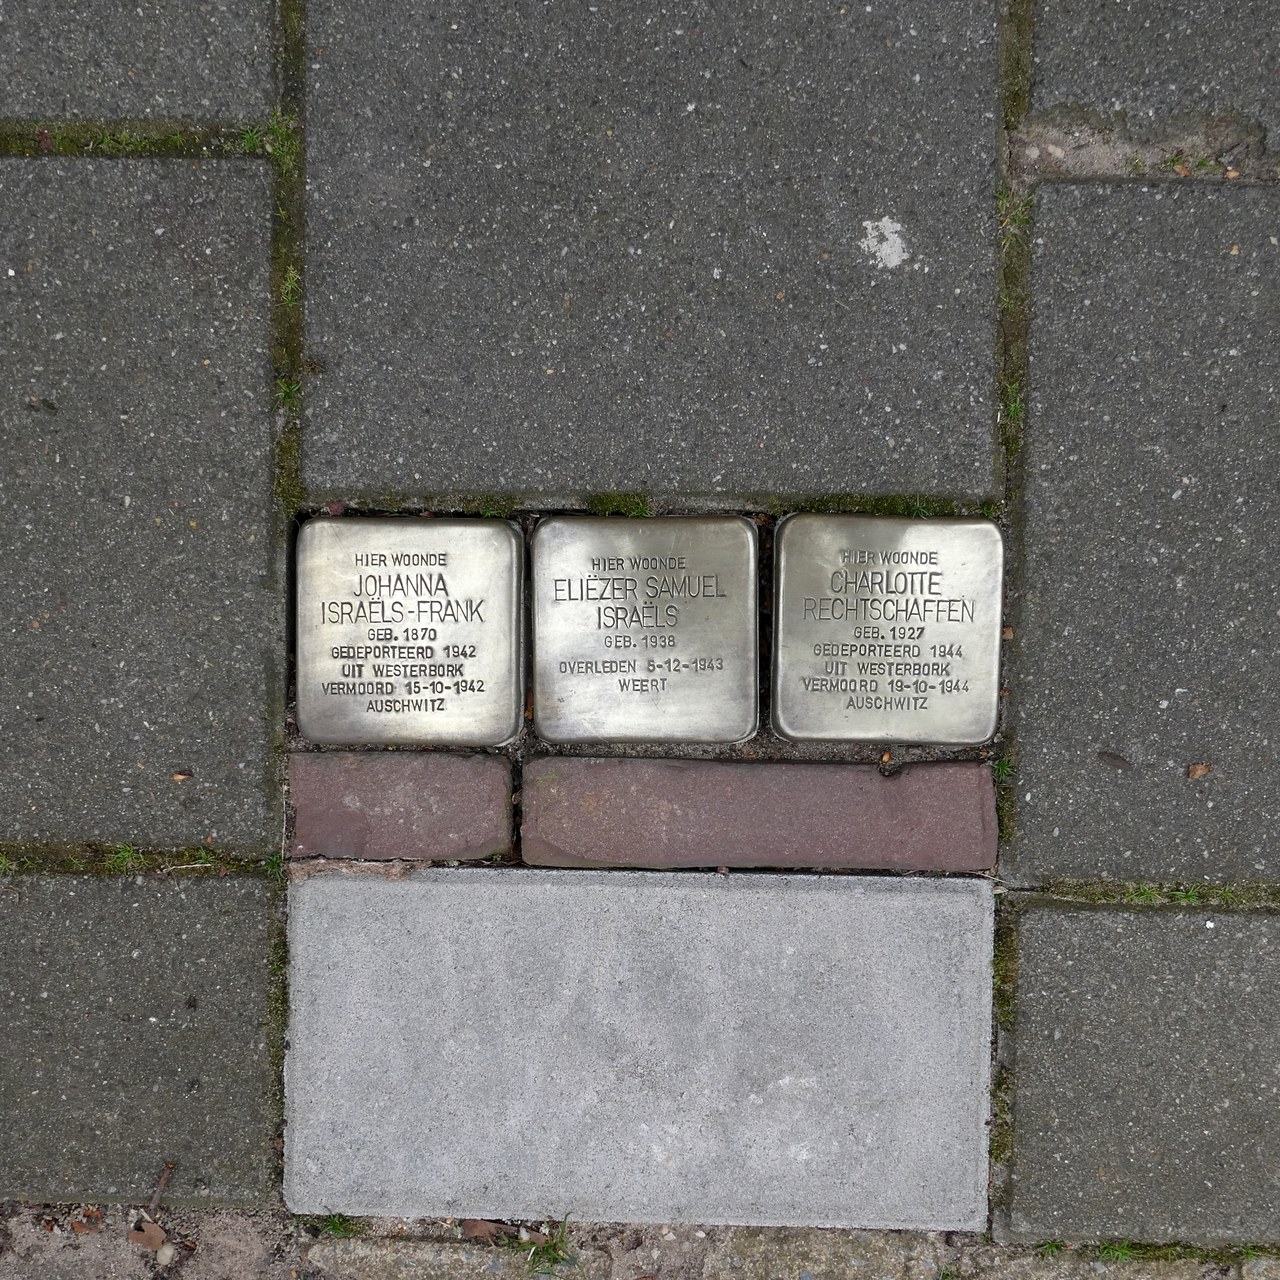 HIER WOONDE
JOHANNA
ISRAËLS-FRANK
GEB. 1870
GEDEPORTEERD 1942
UIT WESTERBORK
VERMOORD 15-10-1942
AUSCHWITZ
HIER WOONDE
ELIËZER SAMUEL
ISRAËLS
GEB. 1938
OVERLEDEN 5-12-1943
WEERT
HIER WOONDE
CHARLOTTE
RECHTSCHAFFEN
GEB. 1927
GEDEPORTEERD 1944
UIT WESTERBORK
VERMOORD 19-10-1944
AUSCHWITZ